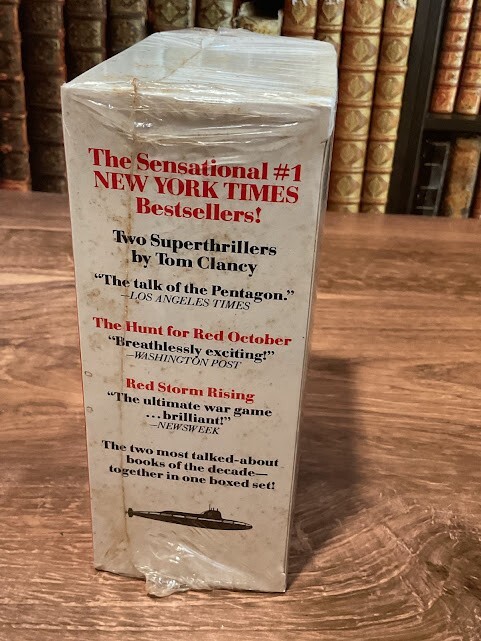 The Sensational #1
NEW YORK TIMES
Bestsellers!
Two Superthrillers
by Tom Clancy
“The talk of the Pentagon.”
—LOS ANGELES TIMES
The Hunt for Red October
“Breathlessly exciting!”
—WASHINGTON POST
Red Storm Rising
“The ultimate war game
...brilliant!”
—NEWSWEEK
The two most talked-about
books of the decade—
together in one boxed set!